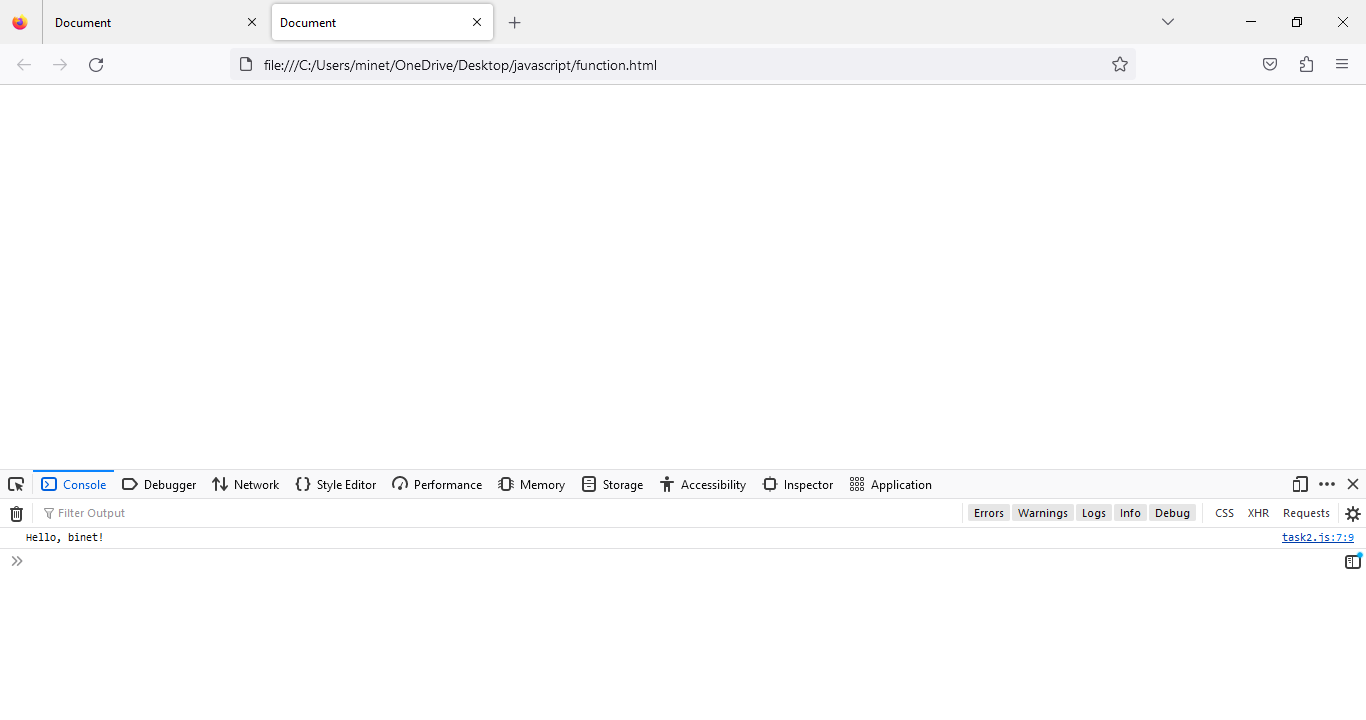 Document Document
file:///C:/Users/minet/OneDrive/Desktop/javascript/function.html
Console Debugger Network Style Editor Performance Memory Storage Accessibility Inspector Application
Filter Output Errors Warnings Logs Info Debug CSS XHR Requests
Hello, binet! task2.js:7:9